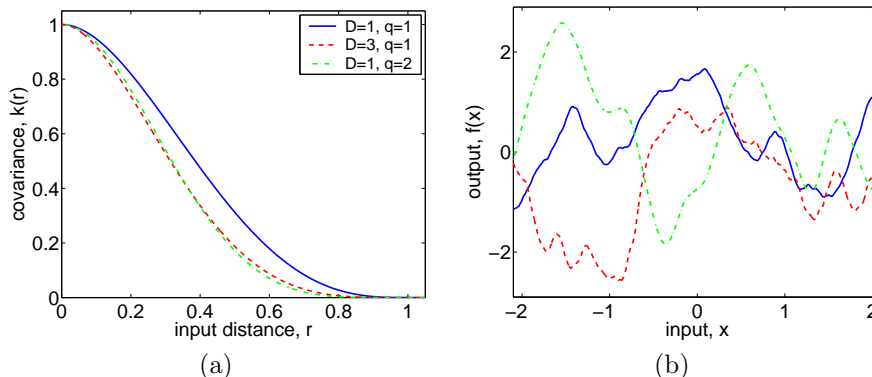 1
0.8
0.6
0.4
0.2
0
0
0.2
0.4
0.6
0.8
1
covariance, k(r)
input distance, r
D=1, q=1
D=3, q=1
D=1, q=2
(a)
2
0
−2
−2
−1
0
1
2
output, f(x)
input, x
(b)